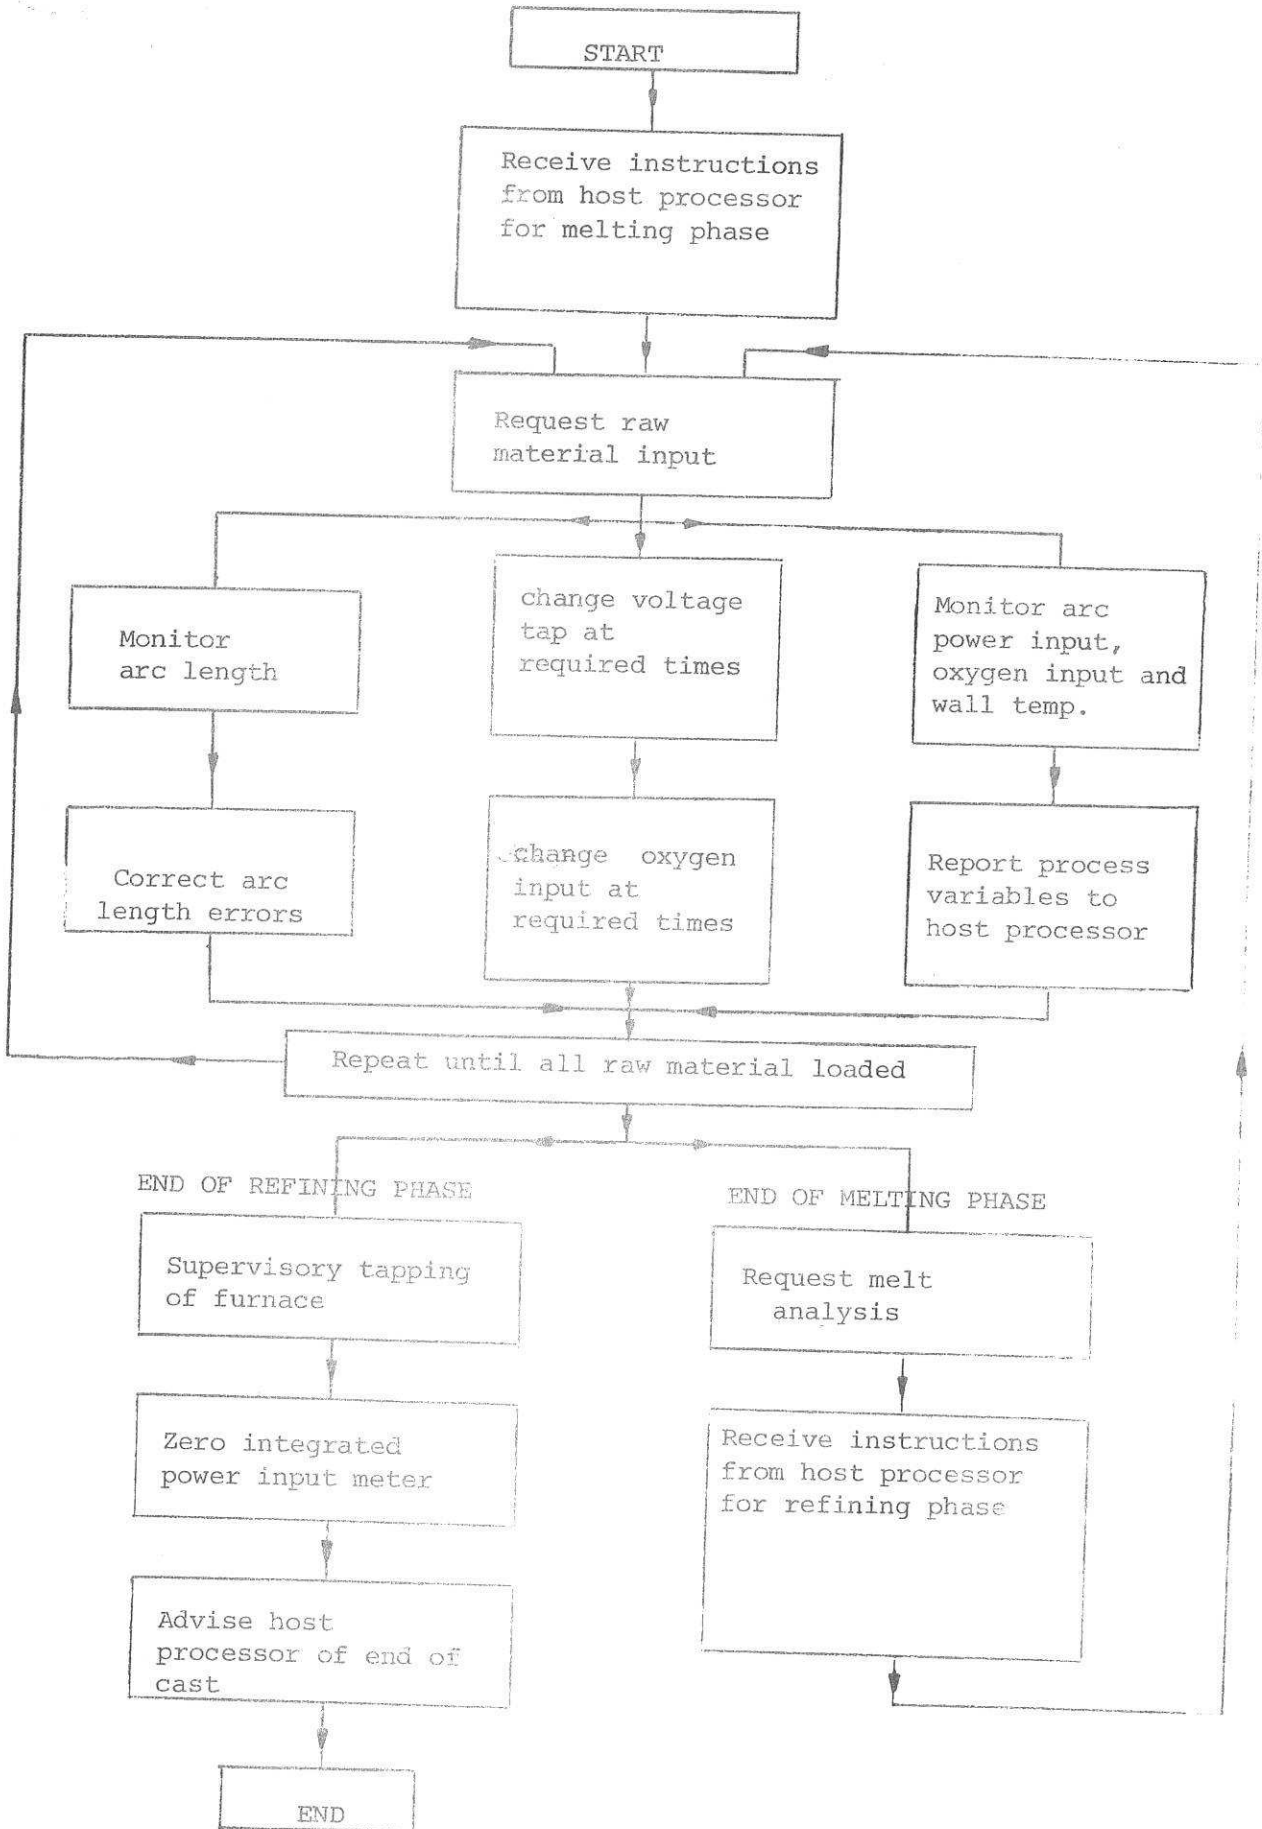 START
Receive instructions
from host processor
for melting phase
Request raw
material input
Monitor
arc length
change voltage
tap at
required times
Monitor arc
power input,
oxygen input and
wall temp.
Correct arc
length errors
change oxygen
input at
required times
Report process
variables to
host processor
Repeat until all raw material loaded
END OF REFINING PHASE
END OF MELTING PHASE
Supervisory tapping
of furnace
Request melt
analysis
Zero integrated
power input meter
Receive instructions
from host processor
for refining phase
Advise host
processor of end of
cast
END